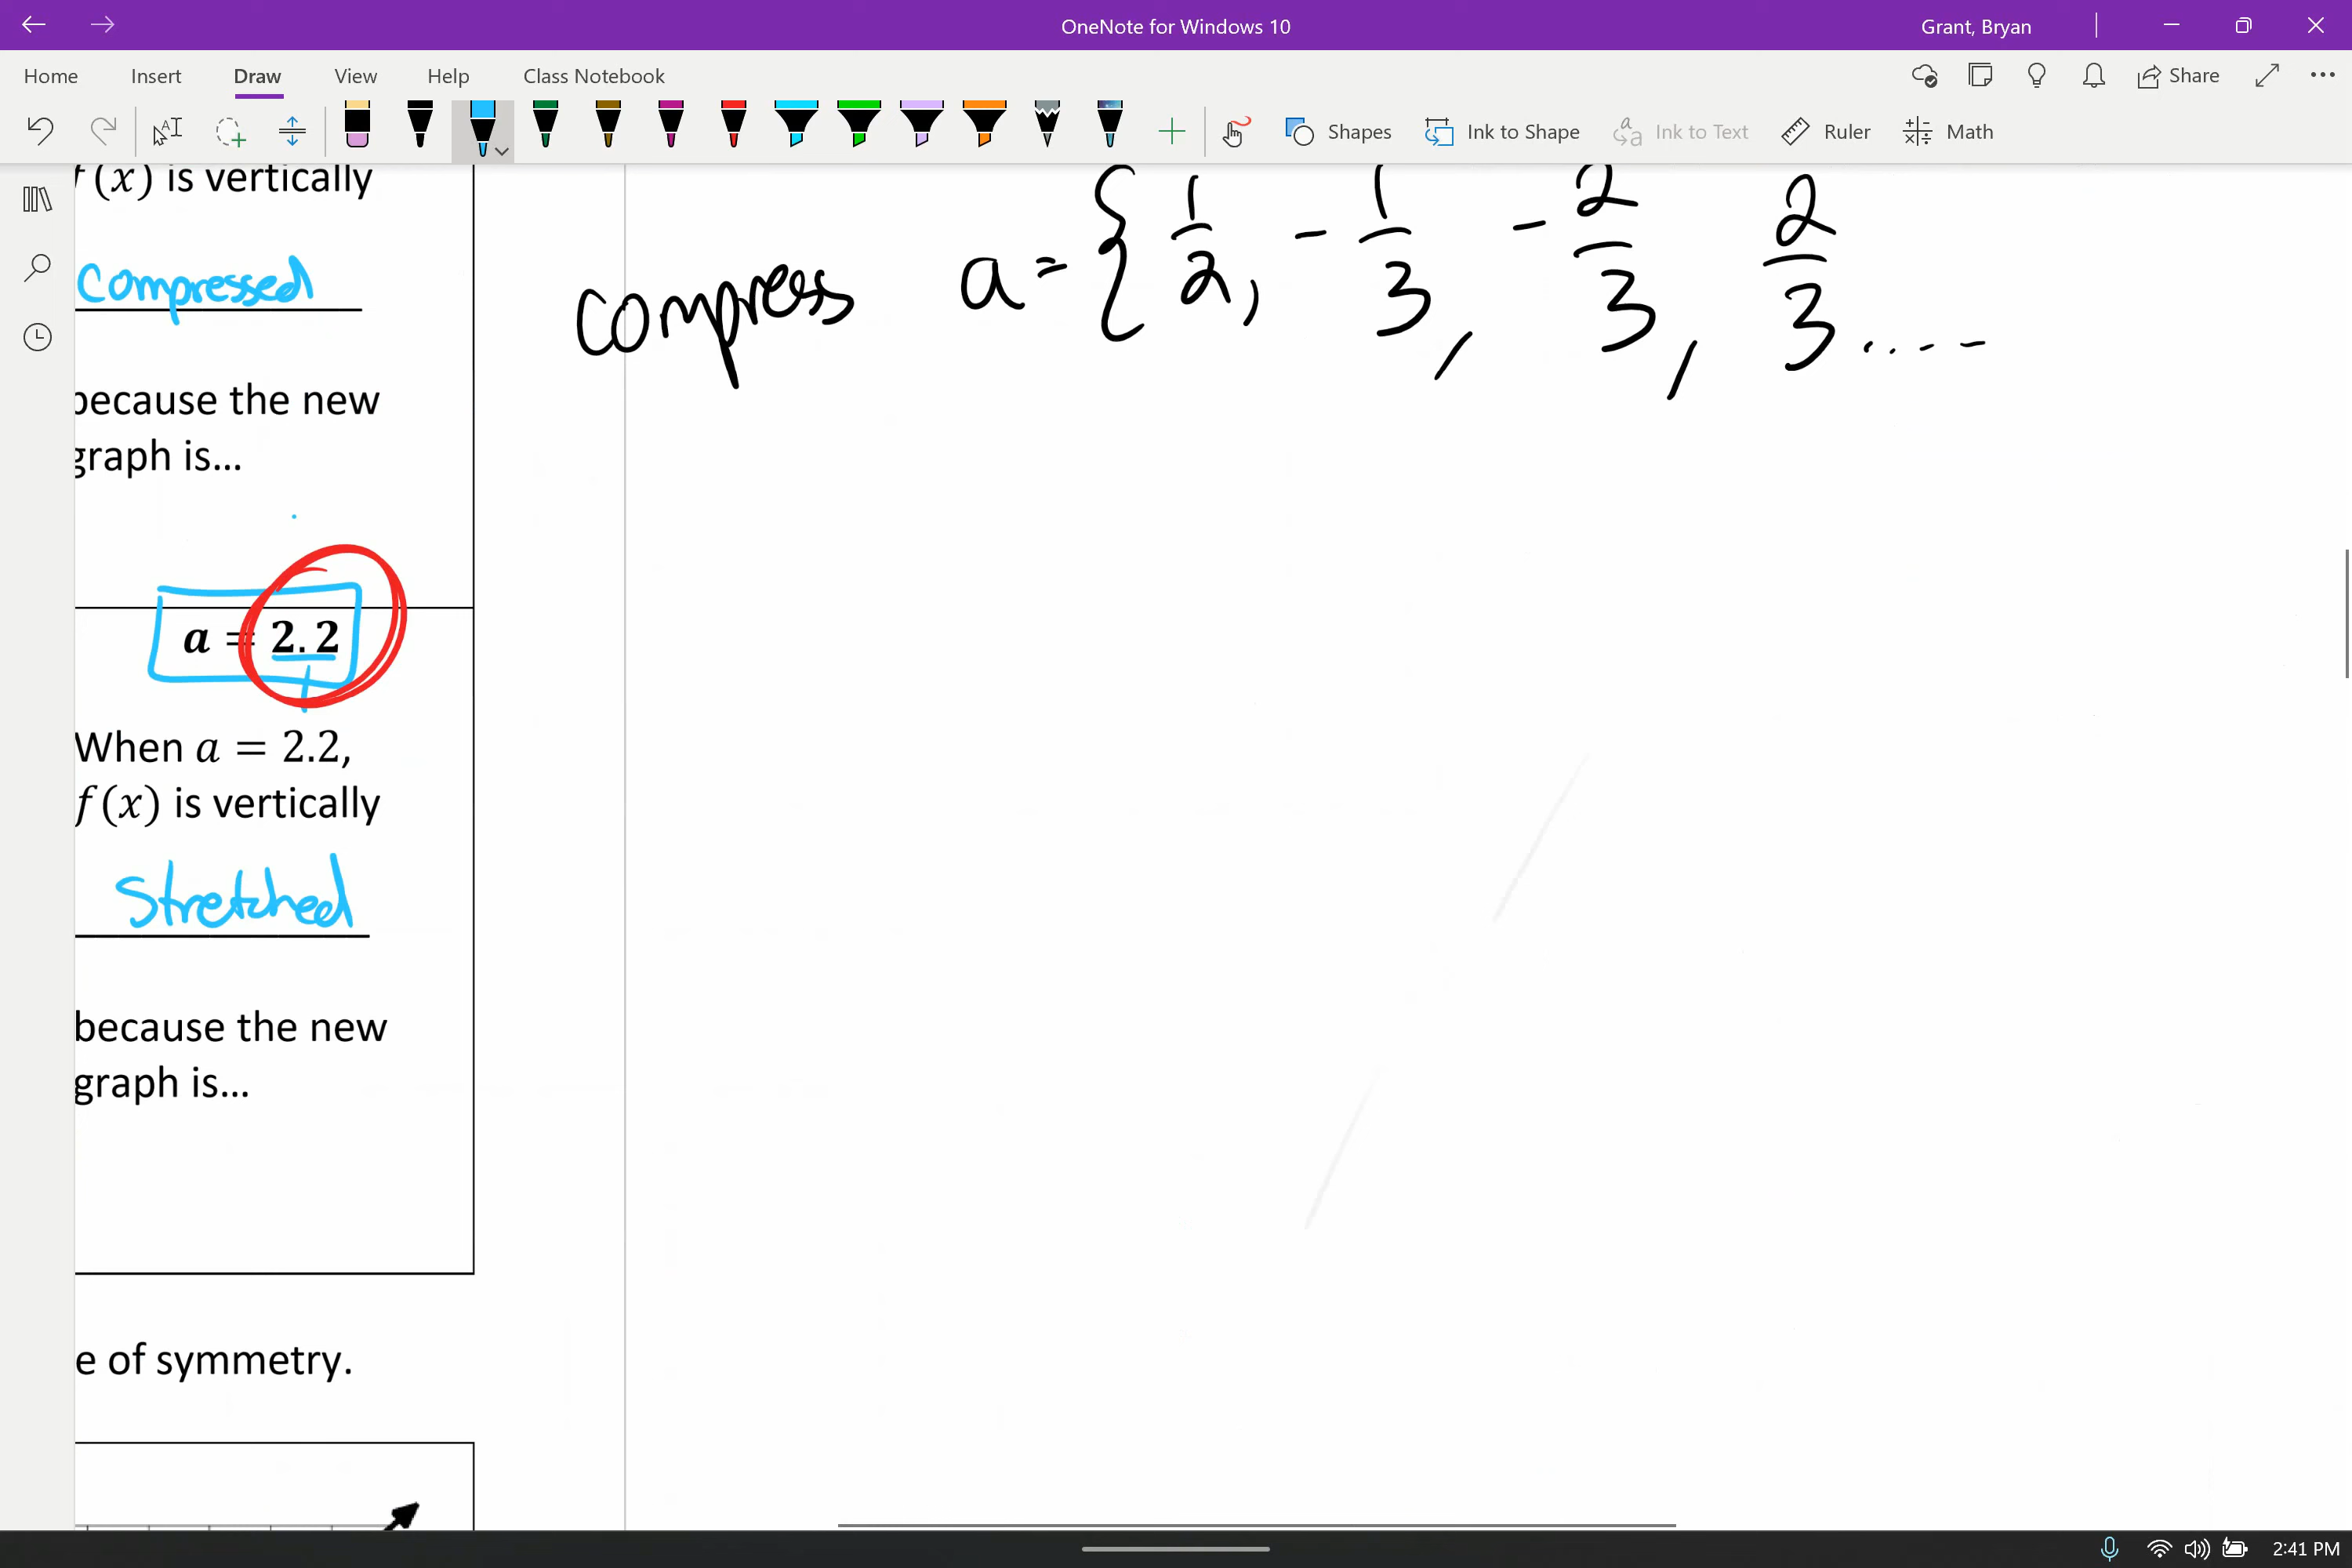 OneNote for Windows 10
Grant, Bryan
Home Insert Draw View Help Class Notebook
Share
Shapes Ink to Shape Ink to Text Ruler Math
f(x) is vertically
Compressed
because the new
graph is...
compress a = { 1/2, - 1/3, - 2/3, 2/3 ....--
a = 2.2
When a = 2.2,
f(x) is vertically
Stretched
because the new
graph is...
e of symmetry.
2:41 PM